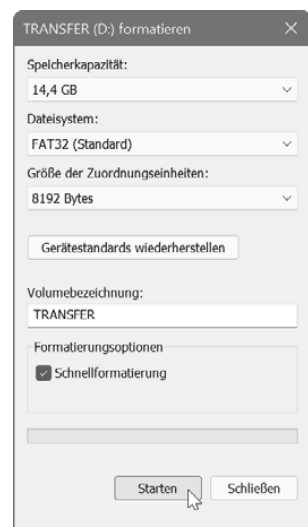 TRANSFER (D:) formatieren
Speicherkapazität:
14,4 GB
Dateisystem:
FAT32 (Standard)
Größe der Zuordnungseinheiten:
8192 Bytes
Gerätestandards wiederherstellen
Volumebezeichnung:
TRANSFER
Formatierungsoptionen
Schnellformatierung
Starten
Schließen